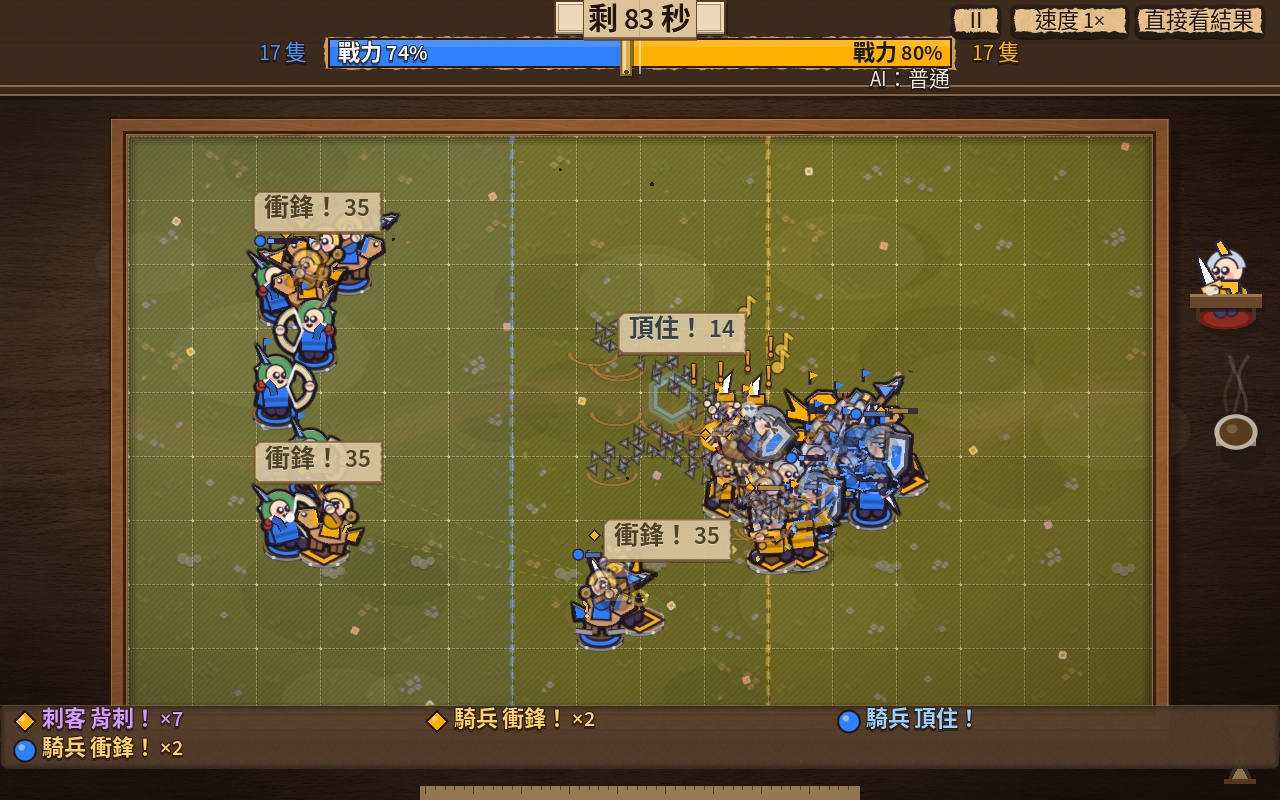 剩 83 秒
II
速度 1×
直接看結果
17 隻
戰力 74%
戰力 80%
17 隻
AI：普通
衝鋒！ 35
頂住！ 14
衝鋒！ 35
衝鋒！ 35
刺客 背刺！ ×7
騎兵 衝鋒！ ×2
騎兵 頂住！
騎兵 衝鋒！ ×2